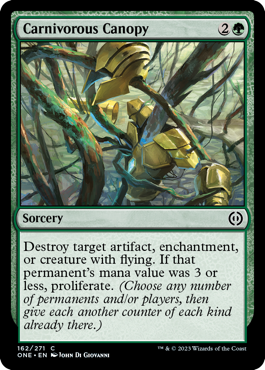 Carnivorous Canopy 2
Sorcery
Destroy target artifact, enchantment,
or creature with flying. If that
permanent's mana value was 3 or
less, proliferate. (Choose any number
of permanents and/or players, then
give each another counter of each kind
already there.)
162/271 C
ONE • EN John Di Giovanni
™ & © 2023 Wizards of the Coast